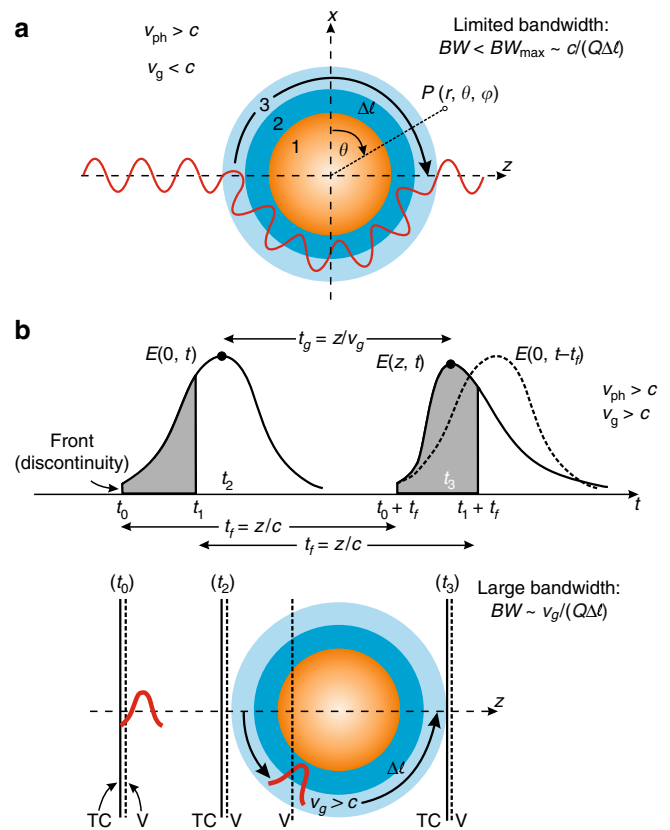 a
v_ph > c
v_g < c
x
Limited bandwidth:
BW < BW_max ~ c/(QΔℓ)
P (r, θ, φ)
3
Δℓ
2
1
θ
z
b
t_g = z/v_g
E(0, t)
E(z, t)
E(0, t−t_f)
v_ph > c
v_g > c
Front
(discontinuity)
t_2
t_3
t_0
t_1
t_0 + t_f
t_1 + t_f
t
t_f = z/c
t_f = z/c
(t_0)
(t_2)
(t_3)
Large bandwidth:
BW ~ v_g/(QΔℓ)
z
Δℓ
v_g > c
TC
V
TC
V
V
TC
V